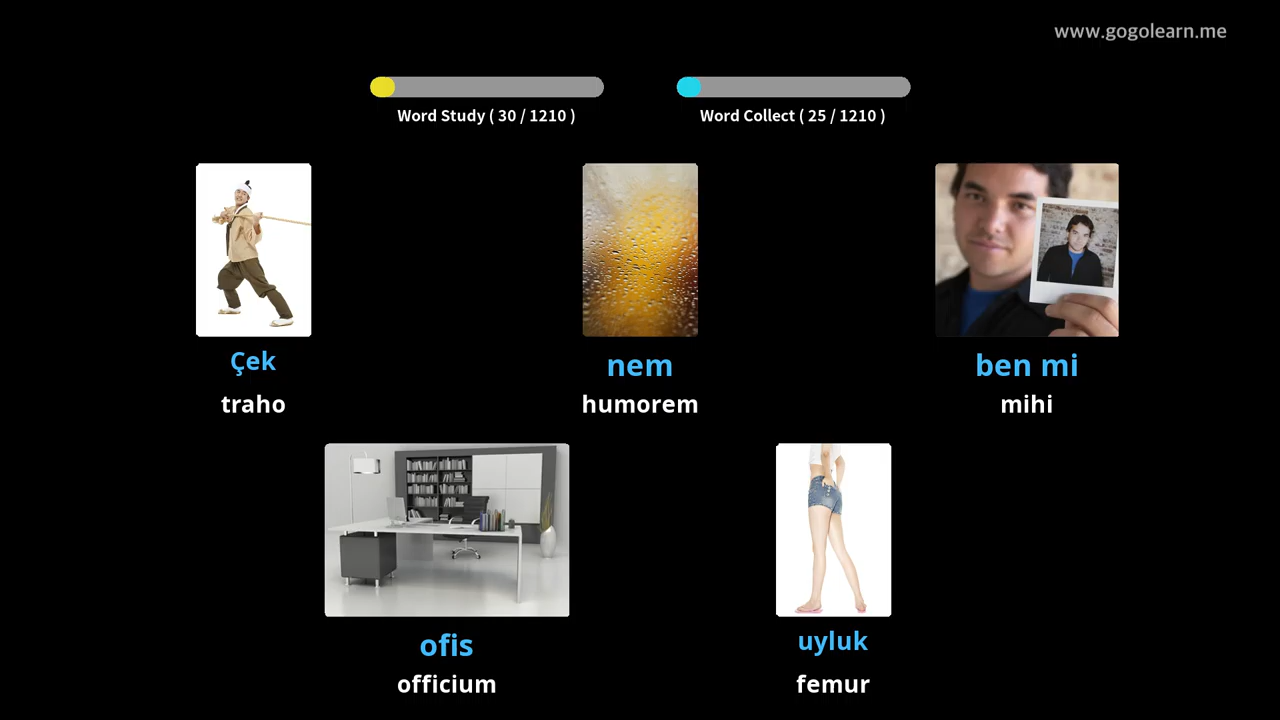 www.gogolearn.me
Word Study ( 30 / 1210 )
Word Collect ( 25 / 1210 )
Çek
traho
nem
humorem
ben mi
mihi
ofis
officium
uyluk
femur